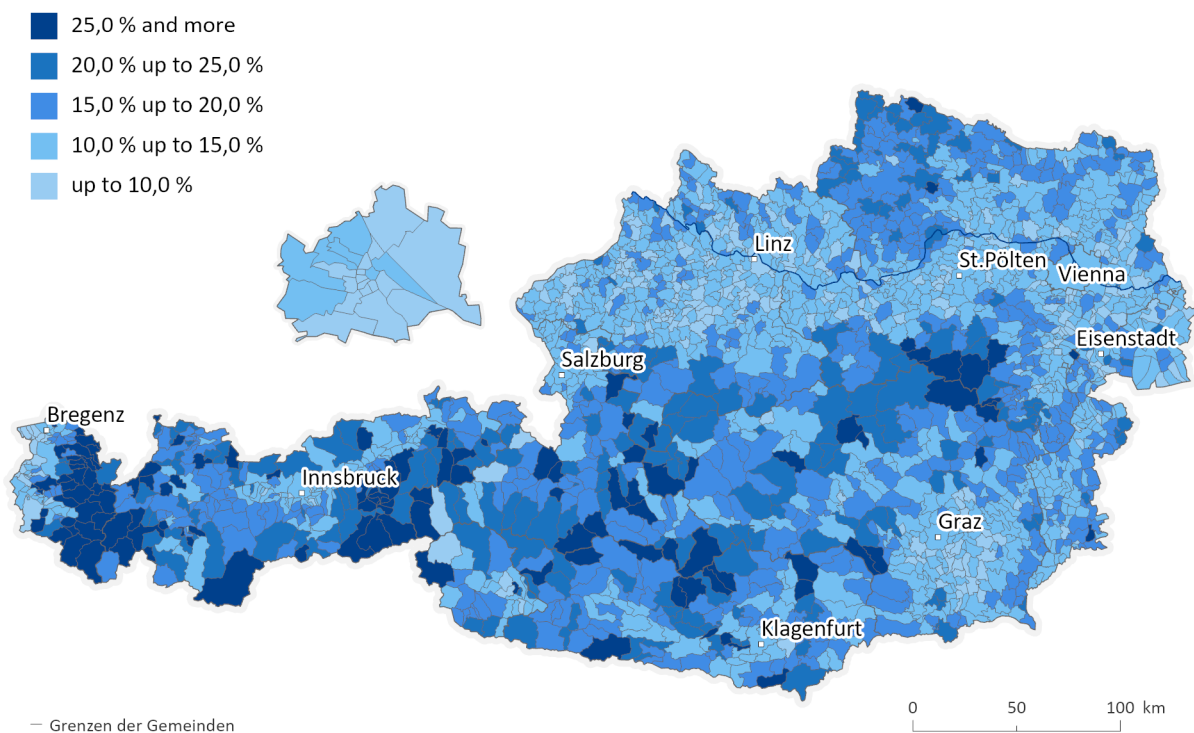 25,0 % and more
20,0 % up to 25,0 %
15,0 % up to 20,0 %
10,0 % up to 15,0 %
up to 10,0 %
Linz
St.Pölten
Vienna
Eisenstadt
Salzburg
Bregenz
Innsbruck
Graz
Klagenfurt
0 50 100 km
Grenzen der Gemeinden